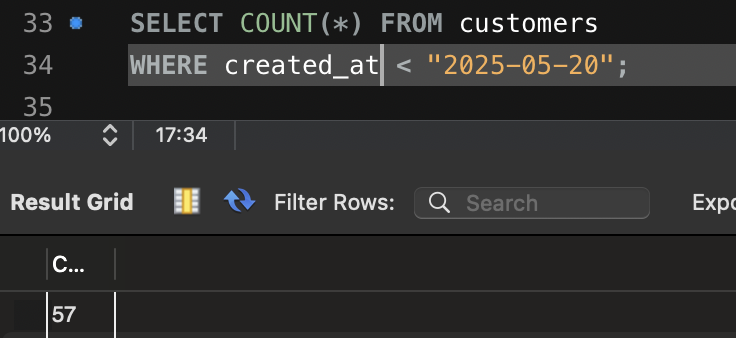 33 SELECT COUNT(*) FROM customers
34 WHERE created_at < "2025-05-20";
35
100% 17:34
Result Grid Filter Rows: Search Expo
C...
57